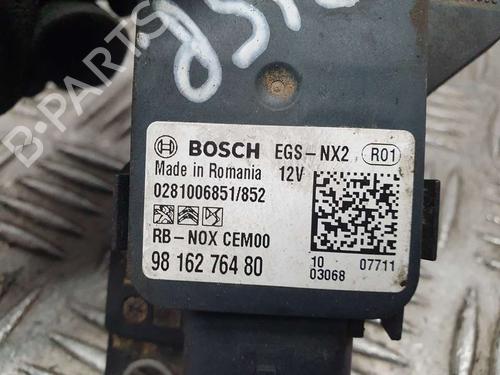 B-PARTS
BOSCH EGS-NX2 R01
Made in Romania 12V
0281006851/852
RB-NOX CEM00
98 162 764 80
10 07711
03068